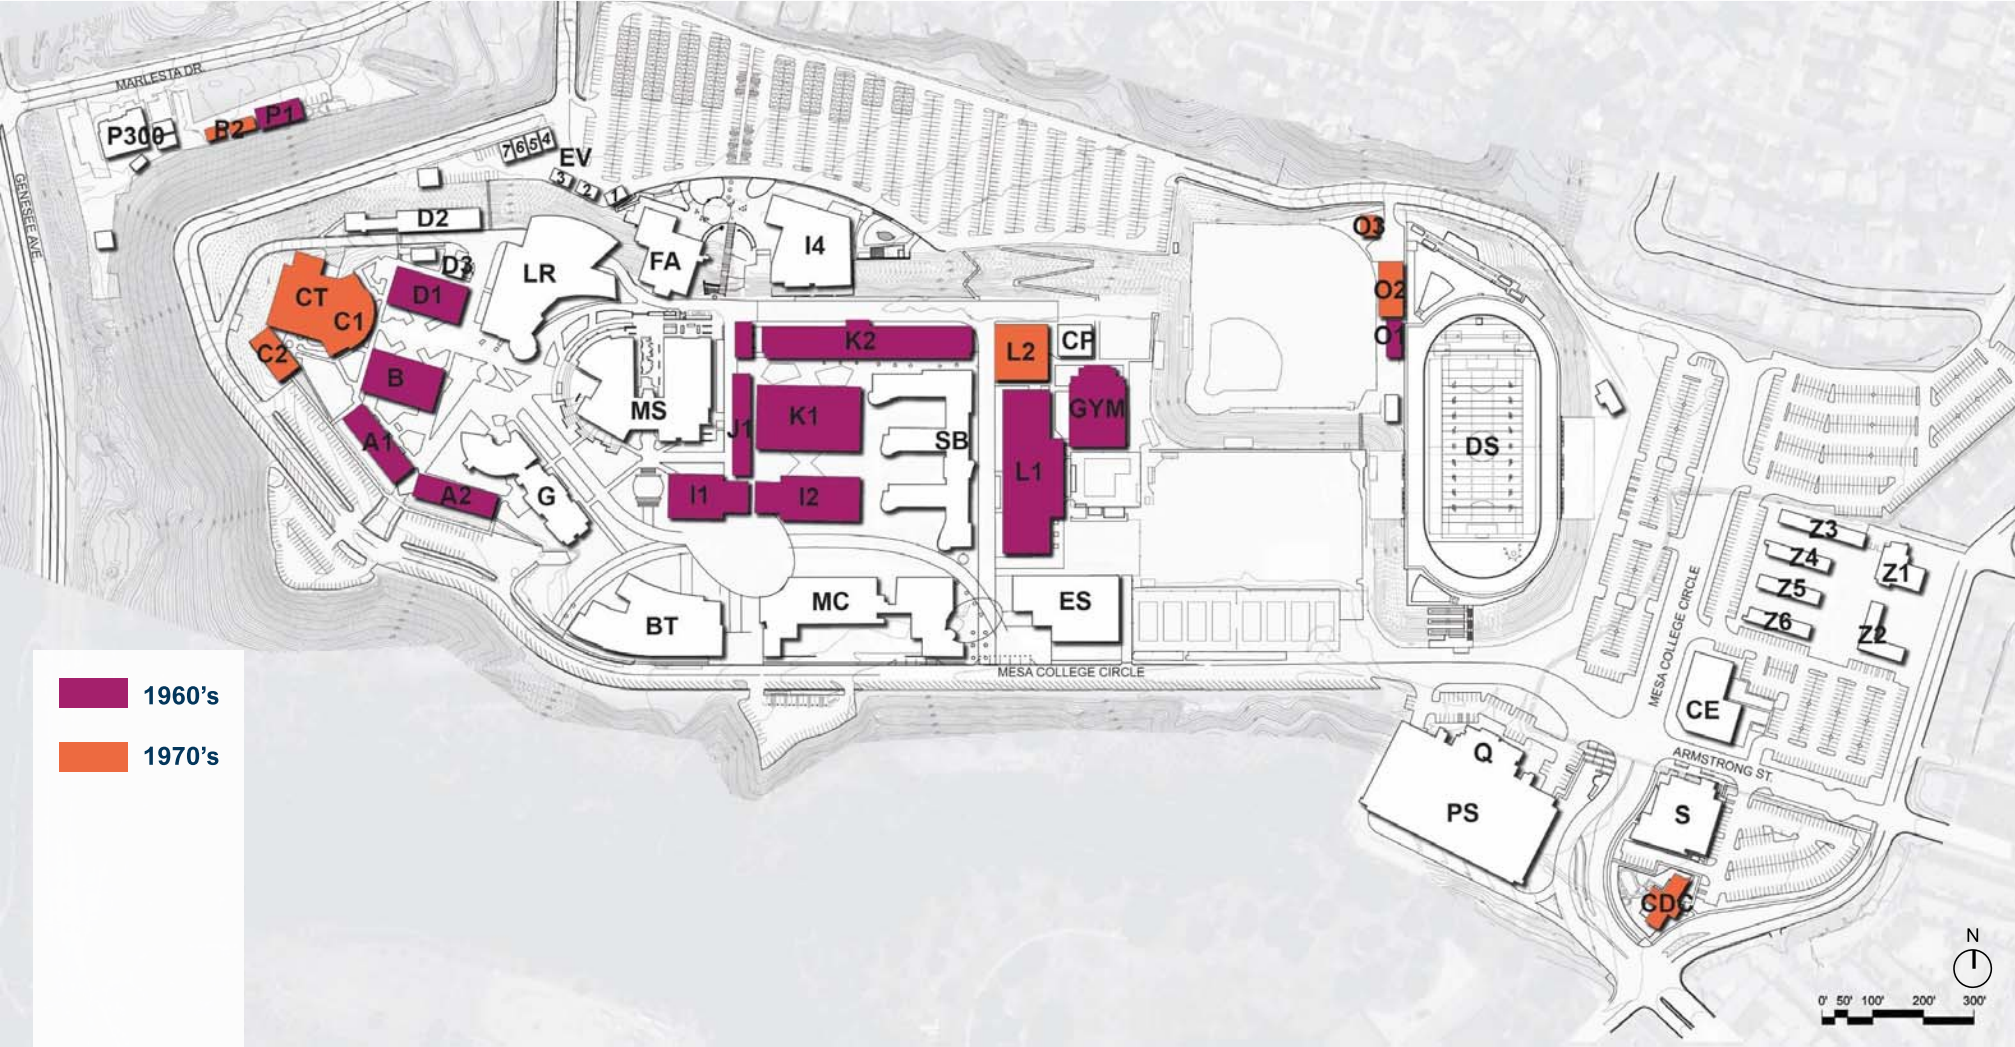 MARLESTA DR.
P300
P2
P1
GENESEE AVE.
7 6 5 4
EV
3
2
1
D2
D3
LR
FA
I4
O3
CT
C1
D1
O2
C2
K2
L2
CP
O1
B
MS
J1
K1
GYM
A1
SB
L1
DS
A2
G
I1
I2
Z3
Z4
Z1
Z5
Z6
Z2
BT
MC
ES
MESA COLLEGE CIRCLE
MESA COLLEGE CIRCLE
1960's
1970's
CE
ARMSTRONG ST.
Q
PS
S
CDC
N
0' 50' 100' 200' 300'